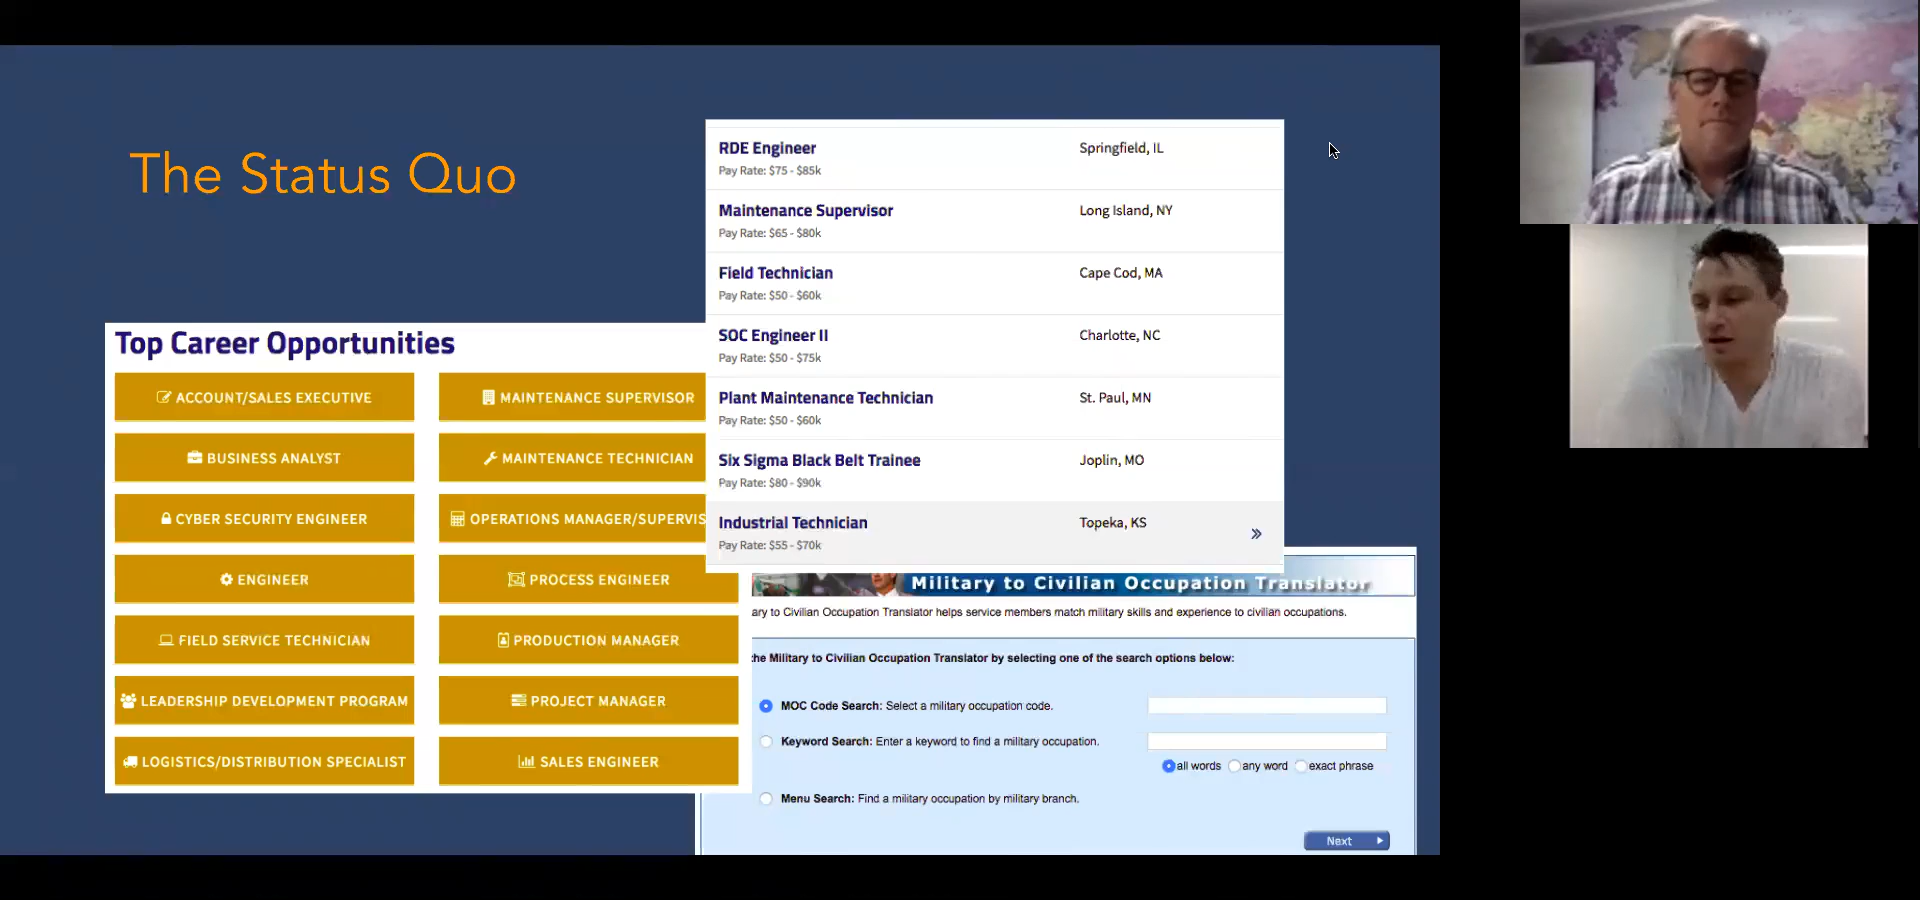 The Status Quo
RDE Engineer
Springfield, IL
Pay Rate: $75 - $85k
Maintenance Supervisor
Long Island, NY
Pay Rate: $65 - $80k
Field Technician
Cape Cod, MA
Pay Rate: $50 - $60k
SOC Engineer II
Charlotte, NC
Pay Rate: $50 - $75k
Plant Maintenance Technician
St. Paul, MN
Pay Rate: $50 - $60k
Six Sigma Black Belt Trainee
Joplin, MO
Pay Rate: $80 - $90k
Industrial Technician
Topeka, KS
Pay Rate: $55 - $70k
Top Career Opportunities
ACCOUNT/SALES EXECUTIVE
MAINTENANCE SUPERVISOR
BUSINESS ANALYST
MAINTENANCE TECHNICIAN
CYBER SECURITY ENGINEER
OPERATIONS MANAGER/SUPERVIS
ENGINEER
PROCESS ENGINEER
FIELD SERVICE TECHNICIAN
PRODUCTION MANAGER
LEADERSHIP DEVELOPMENT PROGRAM
PROJECT MANAGER
LOGISTICS/DISTRIBUTION SPECIALIST
SALES ENGINEER
Military to Civilian Occupation Translator
ary to Civilian Occupation Translator helps service members match military skills and experience to civilian occupations.
the Military to Civilian Occupation Translator by selecting one of the search options below:
MOC Code Search: Select a military occupation code.
Keyword Search: Enter a keyword to find a military occupation.
all words any word exact phrase
Menu Search: Find a military occupation by military branch.
Next